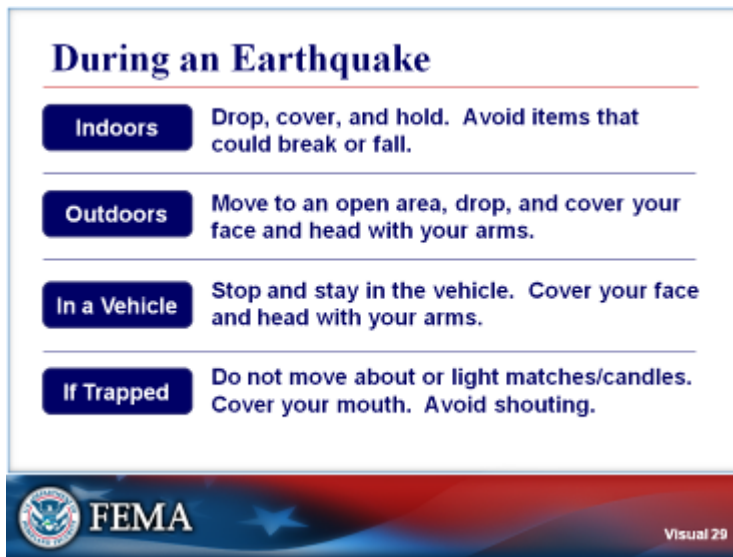 During an Earthquake
Indoors
Drop, cover, and hold. Avoid items that
could break or fall.
Outdoors
Move to an open area, drop, and cover your
face and head with your arms.
In a Vehicle
Stop and stay in the vehicle. Cover your face
and head with your arms.
If Trapped
Do not move about or light matches/candles.
Cover your mouth. Avoid shouting.
FEMA
Visual 29